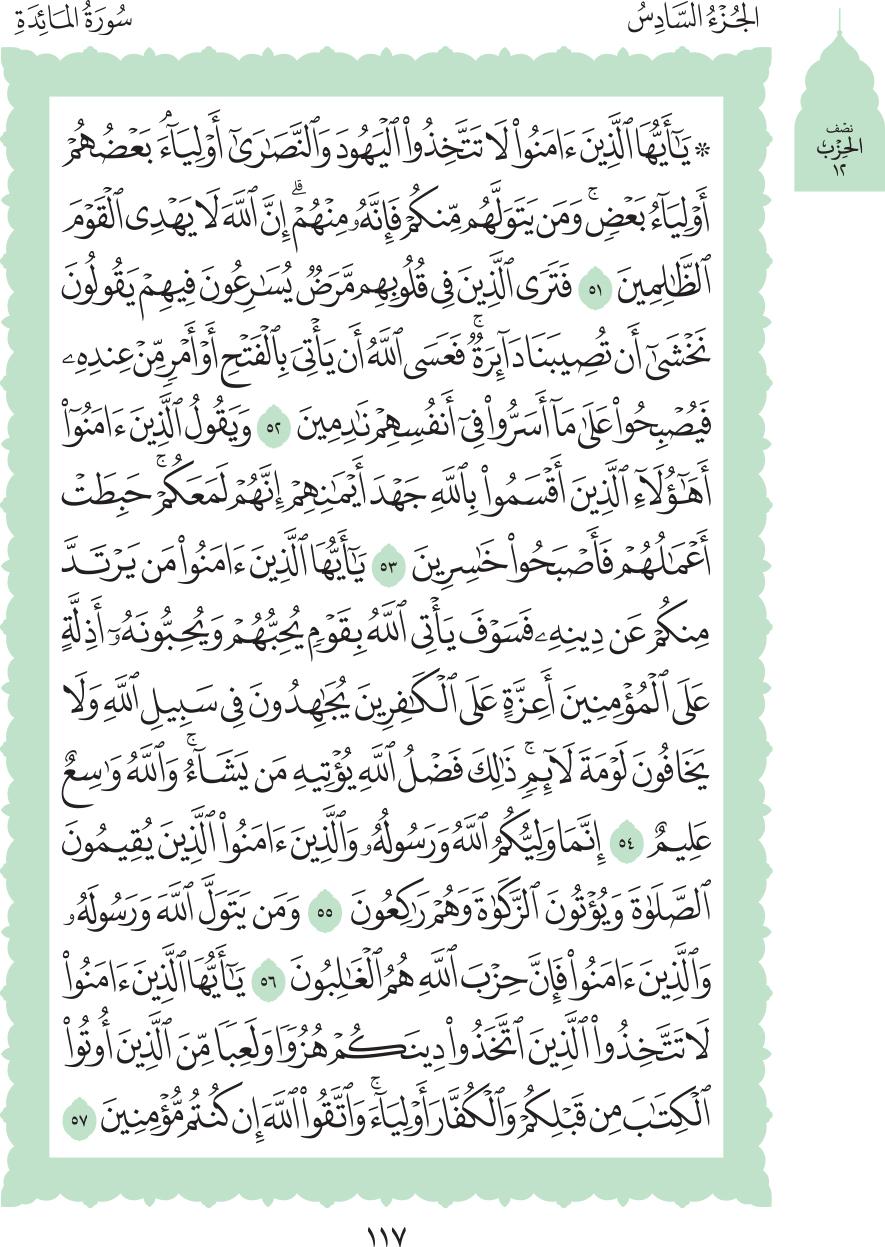 سُورَةُ المَائدَةِ
الجُزْءُ السَّادِسُ
نصف
الحزب
١٢
۞ يَٰٓأَيُّهَا ٱلَّذِينَ ءَامَنُواْ لَا تَتَّخِذُواْ ٱلۡيَهُودَ وَٱلنَّصَٰرَىٰٓ أَوۡلِيَآءَۘ بَعۡضُهُمۡ
أَوۡلِيَآءُ بَعۡضٖۚ وَمَن يَتَوَلَّهُم مِّنكُمۡ فَإِنَّهُۥ مِنۡهُمۡۗ إِنَّ ٱللَّهَ لَا يَهۡدِي ٱلۡقَوۡمَ
ٱلظَّٰلِمِينَ ٥١ فَتَرَى ٱلَّذِينَ فِي قُلُوبِهِم مَّرَضٞ يُسَٰرِعُونَ فِيهِمۡ يَقُولُونَ
نَخۡشَىٰٓ أَن تُصِيبَنَا دَآئِرَةٞۚ فَعَسَى ٱللَّهُ أَن يَأۡتِيَ بِٱلۡفَتۡحِ أَوۡ أَمۡرٖ مِّنۡ عِندِهِۦ
فَيُصۡبِحُواْ عَلَىٰ مَآ أَسَرُّواْ فِيٓ أَنفُسِهِمۡ نَٰدِمِينَ ٥٢ وَيَقُولُ ٱلَّذِينَ ءَامَنُوٓاْ
أَهَٰٓؤُلَآءِ ٱلَّذِينَ أَقۡسَمُواْ بِٱللَّهِ جَهۡدَ أَيۡمَٰنِهِمۡ إِنَّهُمۡ لَمَعَكُمۡۚ حَبِطَتۡ
أَعۡمَٰلُهُمۡ فَأَصۡبَحُواْ خَٰسِرِينَ ٥٣ يَٰٓأَيُّهَا ٱلَّذِينَ ءَامَنُواْ مَن يَرۡتَدَّ
مِنكُمۡ عَن دِينِهِۦ فَسَوۡفَ يَأۡتِي ٱللَّهُ بِقَوۡمٖ يُحِبُّهُمۡ وَيُحِبُّونَهُۥٓ أَذِلَّةٍ
عَلَى ٱلۡمُؤۡمِنِينَ أَعِزَّةٍ عَلَى ٱلۡكَٰفِرِينَ يُجَٰهِدُونَ فِي سَبِيلِ ٱللَّهِ وَلَا
يَخَافُونَ لَوۡمَةَ لَآئِمٖۚ ذَٰلِكَ فَضۡلُ ٱللَّهِ يُؤۡتِيهِ مَن يَشَآءُۚ وَٱللَّهُ وَٰسِعٌ
عَلِيمٌ ٥٤ إِنَّمَا وَلِيُّكُمُ ٱللَّهُ وَرَسُولُهُۥ وَٱلَّذِينَ ءَامَنُواْ ٱلَّذِينَ يُقِيمُونَ
ٱلصَّلَوٰةَ وَيُؤۡتُونَ ٱلزَّكَوٰةَ وَهُمۡ رَٰكِعُونَ ٥٥ وَمَن يَتَوَلَّ ٱللَّهَ وَرَسُولَهُۥ
وَٱلَّذِينَ ءَامَنُواْ فَإِنَّ حِزۡبَ ٱللَّهِ هُمُ ٱلۡغَٰلِبُونَ ٥٦ يَٰٓأَيُّهَا ٱلَّذِينَ ءَامَنُواْ
لَا تَتَّخِذُواْ ٱلَّذِينَ ٱتَّخَذُواْ دِينَكُمۡ هُزُوٗا وَلَعِبٗا مِّنَ ٱلَّذِينَ أُوتُواْ
ٱلۡكِتَٰبَ مِن قَبۡلِكُمۡ وَٱلۡكُفَّارَ أَوۡلِيَآءَۚ وَٱتَّقُواْ ٱللَّهَ إِن كُنتُم مُّؤۡمِنِينَ ٥٧
١١٧